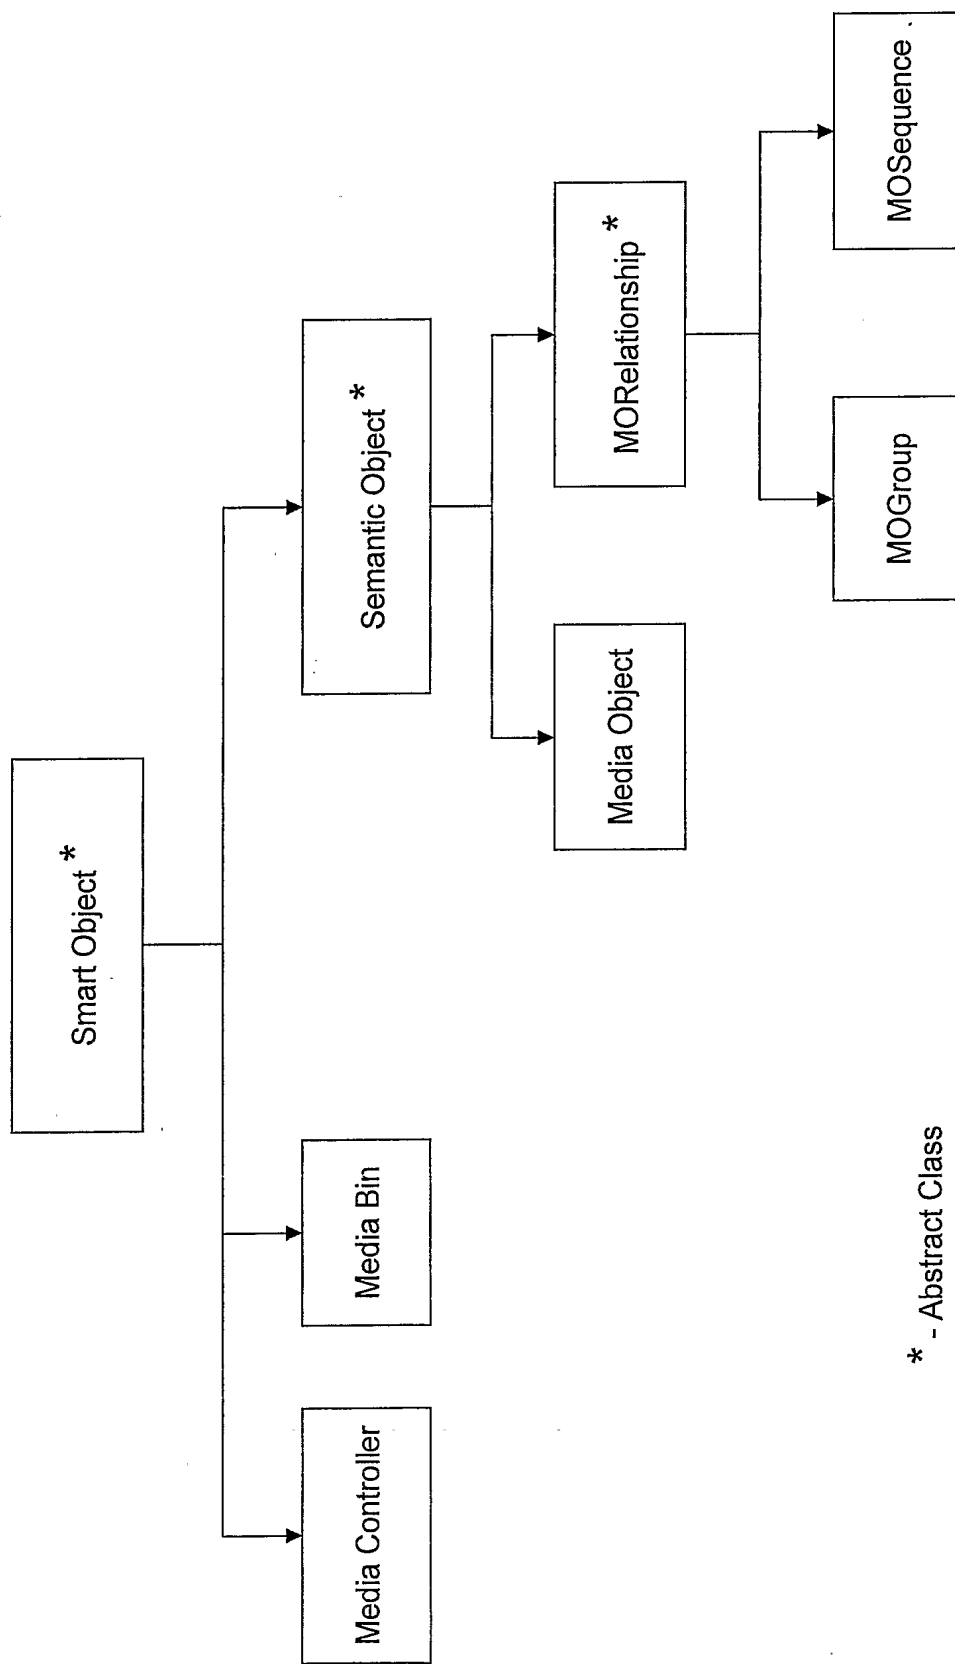 Smart Object*
Media Controller
Media Bin
Semantic Object*
Media Object
MORelationship*
MOGroup
MOSequence
* - Abstract Class